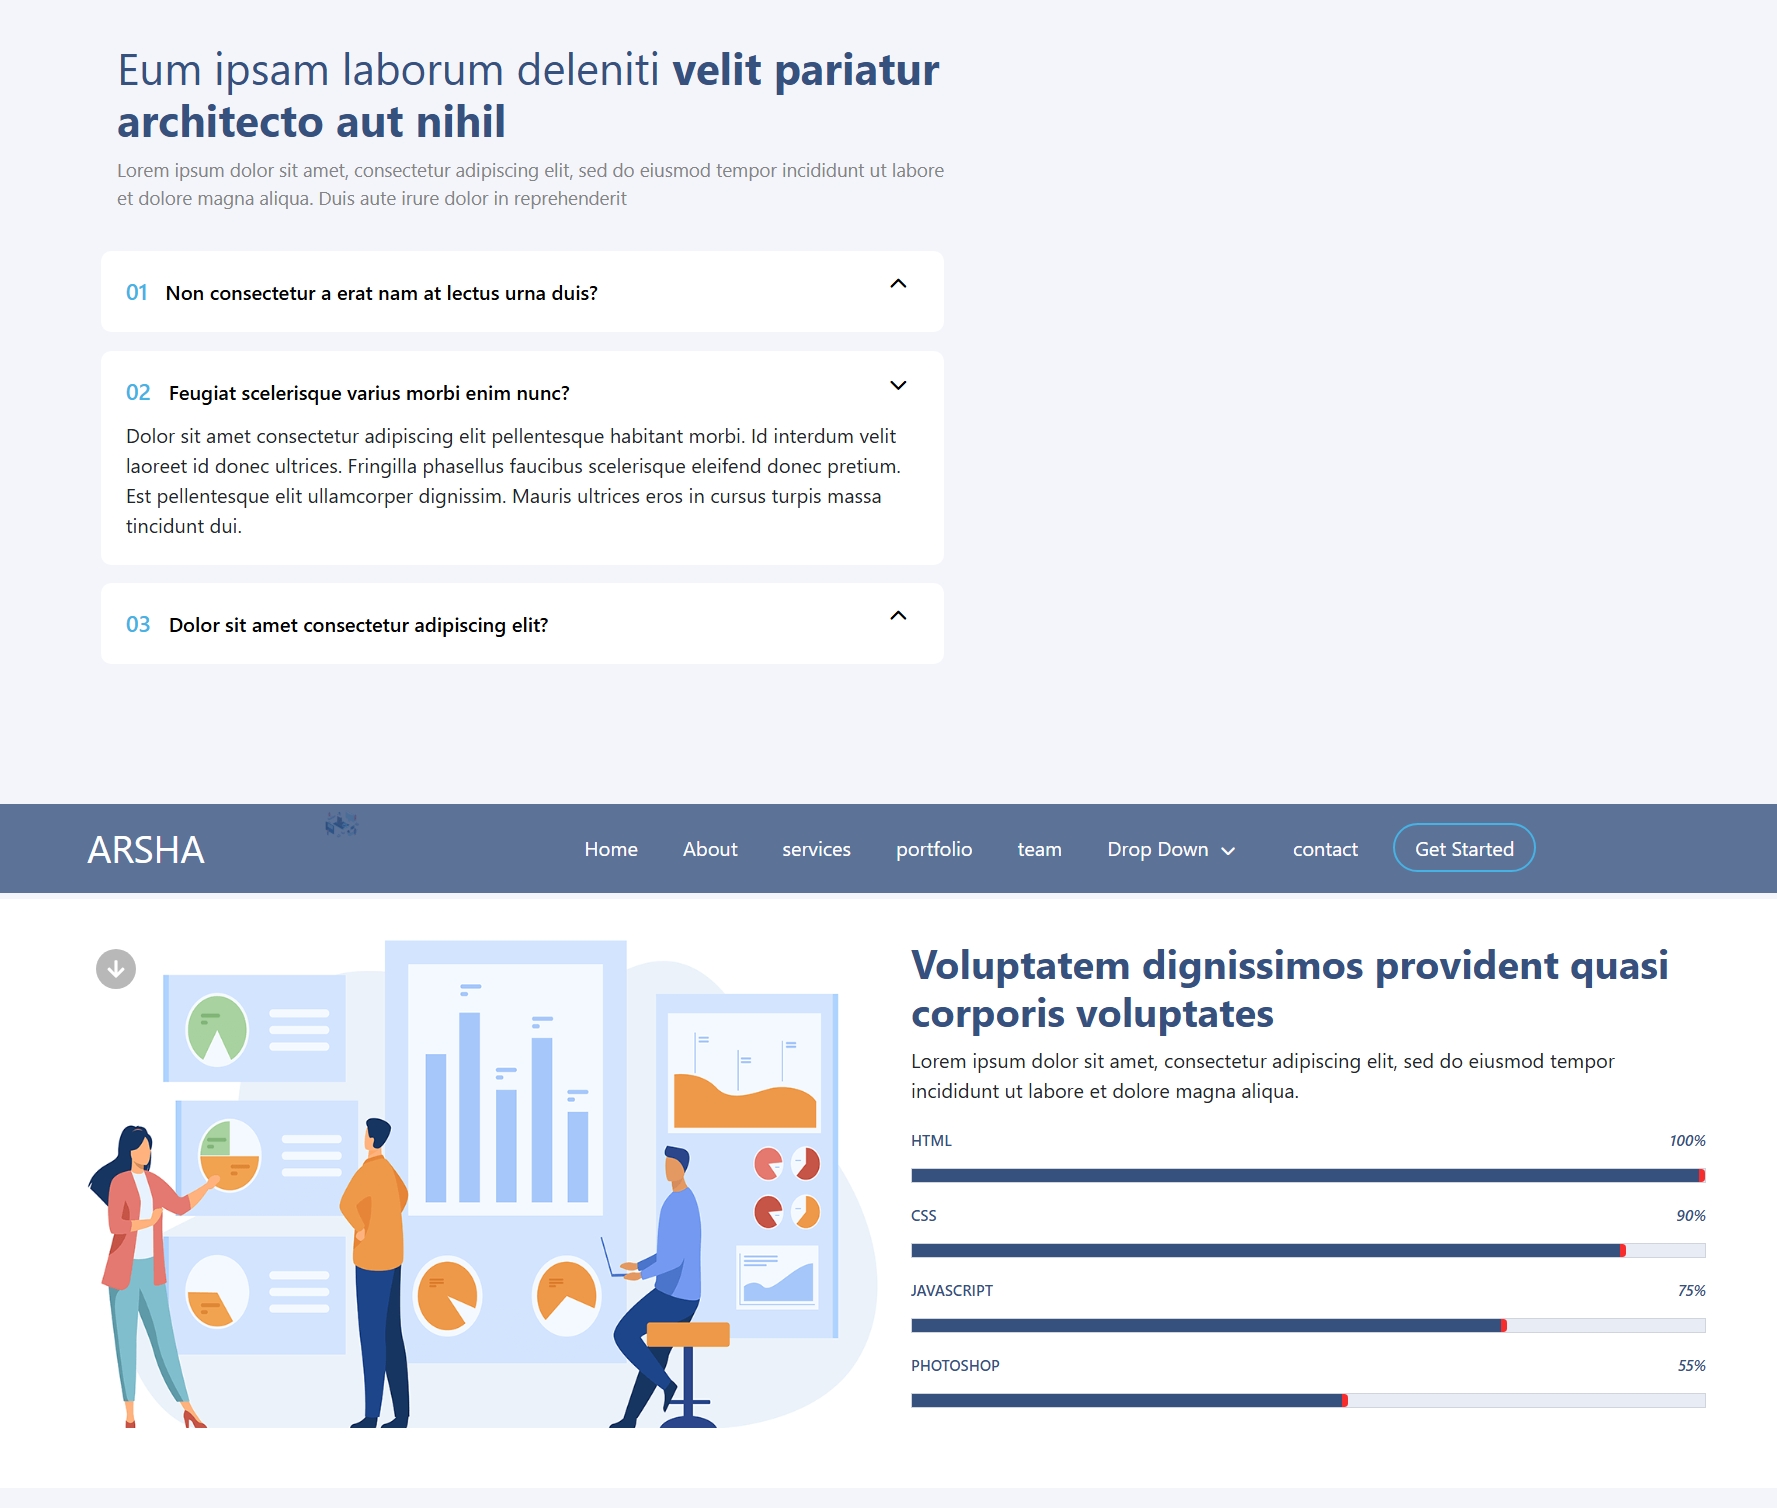 Eum ipsam laborum deleniti velit pariatur
architecto aut nihil
Lorem ipsum dolor sit amet, consectetur adipiscing elit, sed do eiusmod tempor incididunt ut labore
et dolore magna aliqua. Duis aute irure dolor in reprehenderit
01 Non consectetur a erat nam at lectus urna duis?
02 Feugiat scelerisque varius morbi enim nunc?
Dolor sit amet consectetur adipiscing elit pellentesque habitant morbi. Id interdum velit
laoreet id donec ultrices. Fringilla phasellus faucibus scelerisque eleifend donec pretium.
Est pellentesque elit ullamcorper dignissim. Mauris ultrices eros in cursus turpis massa
tincidunt dui.
03 Dolor sit amet consectetur adipiscing elit?
ARSHA Home About services portfolio team Drop Down contact Get Started
Voluptatem dignissimos provident quasi
corporis voluptates
Lorem ipsum dolor sit amet, consectetur adipiscing elit, sed do eiusmod tempor
incididunt ut labore et dolore magna aliqua.
HTML 100%
CSS 90%
JAVASCRIPT 75%
PHOTOSHOP 55%